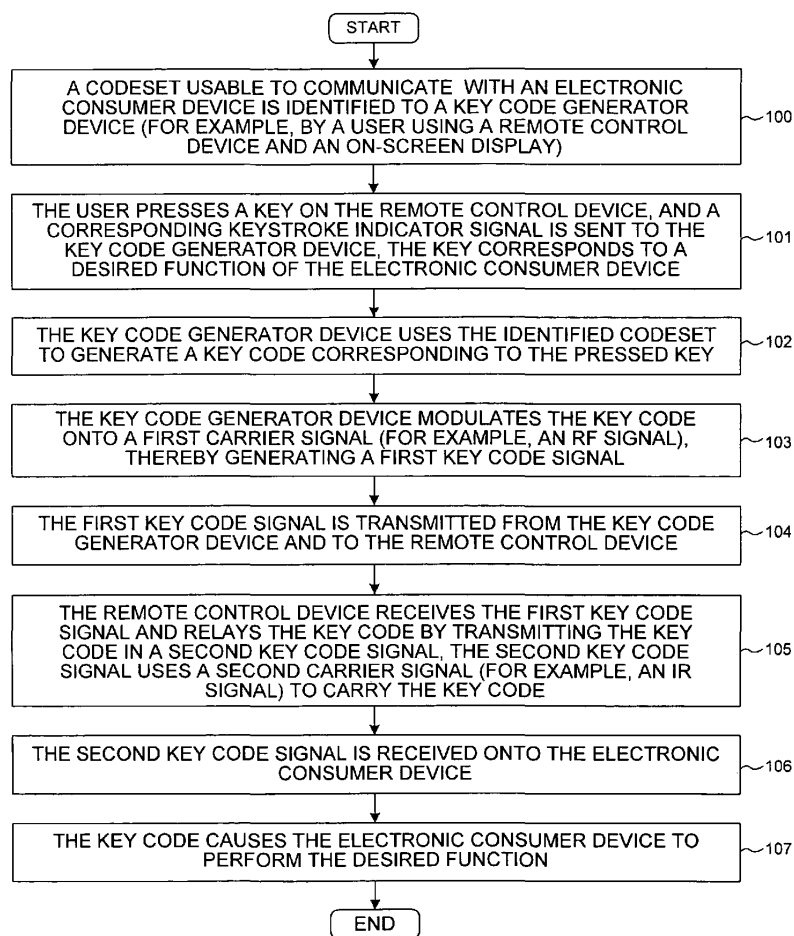 START
A CODESET USABLE TO COMMUNICATE WITH AN ELECTRONIC
CONSUMER DEVICE IS IDENTIFIED TO A KEY CODE GENERATOR
DEVICE (FOR EXAMPLE, BY A USER USING A REMOTE CONTROL
DEVICE AND AN ON-SCREEN DISPLAY)
100
THE USER PRESSES A KEY ON THE REMOTE CONTROL DEVICE, AND A
CORRESPONDING KEYSTROKE INDICATOR SIGNAL IS SENT TO THE
KEY CODE GENERATOR DEVICE, THE KEY CORRESPONDS TO A
DESIRED FUNCTION OF THE ELECTRONIC CONSUMER DEVICE
101
THE KEY CODE GENERATOR DEVICE USES THE IDENTIFIED CODESET
TO GENERATE A KEY CODE CORRESPONDING TO THE PRESSED KEY
102
THE KEY CODE GENERATOR DEVICE MODULATES THE KEY CODE
ONTO A FIRST CARRIER SIGNAL (FOR EXAMPLE, AN RF SIGNAL),
THEREBY GENERATING A FIRST KEY CODE SIGNAL
103
THE FIRST KEY CODE SIGNAL IS TRANSMITTED FROM THE KEY CODE
GENERATOR DEVICE AND TO THE REMOTE CONTROL DEVICE
104
THE REMOTE CONTROL DEVICE RECEIVES THE FIRST KEY CODE
SIGNAL AND RELAYS THE KEY CODE BY TRANSMITTING THE KEY
CODE IN A SECOND KEY CODE SIGNAL, THE SECOND KEY CODE
SIGNAL USES A SECOND CARRIER SIGNAL (FOR EXAMPLE, AN IR
SIGNAL) TO CARRY THE KEY CODE
105
THE SECOND KEY CODE SIGNAL IS RECEIVED ONTO THE ELECTRONIC
CONSUMER DEVICE
106
THE KEY CODE CAUSES THE ELECTRONIC CONSUMER DEVICE TO
PERFORM THE DESIRED FUNCTION
107
END